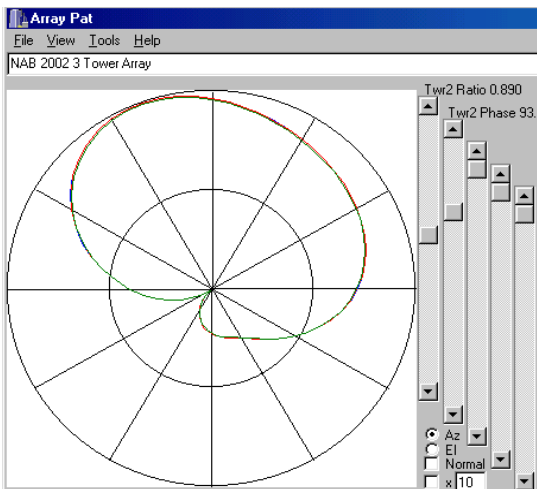 Array Pat
File View Tools Help
NAB 2002 3 Tower Array
Twr2 Ratio 0.890
Twr2 Phase 93.
Az
El
Normal
x 10